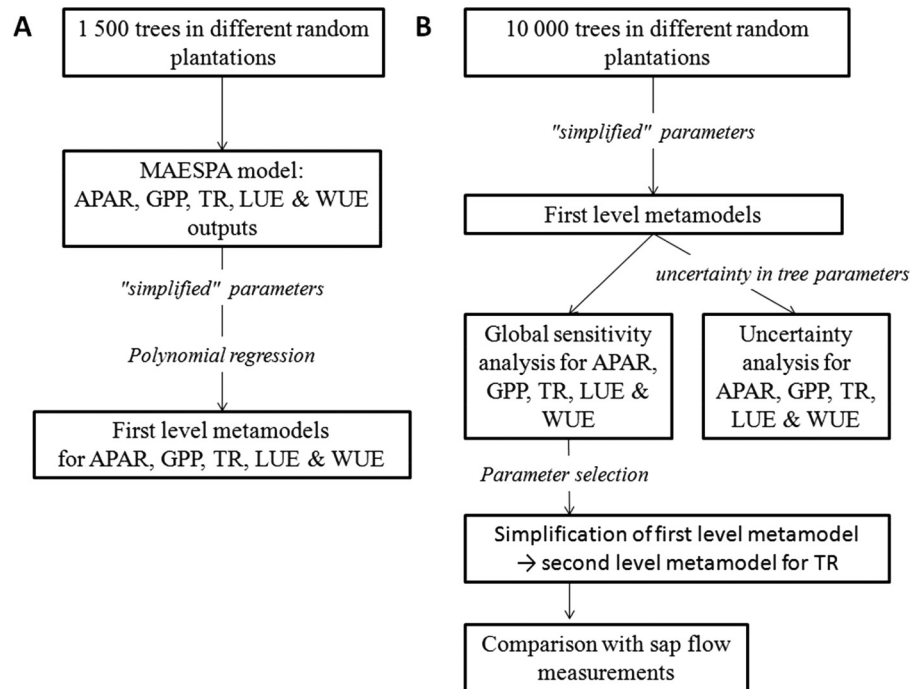 A
1 500 trees in different random
plantations
MAESPA model:
APAR, GPP, TR, LUE & WUE
outputs
"simplified" parameters
Polynomial regression
First level metamodels
for APAR, GPP, TR, LUE & WUE
B
10 000 trees in different random
plantations
"simplified" parameters
First level metamodels
uncertainty in tree parameters
Global sensitivity
analysis for APAR,
GPP, TR, LUE &
WUE
Uncertainty
analysis for
APAR, GPP, TR,
LUE & WUE
Parameter selection
Simplification of first level metamodel
→ second level metamodel for TR
Comparison with sap flow
measurements